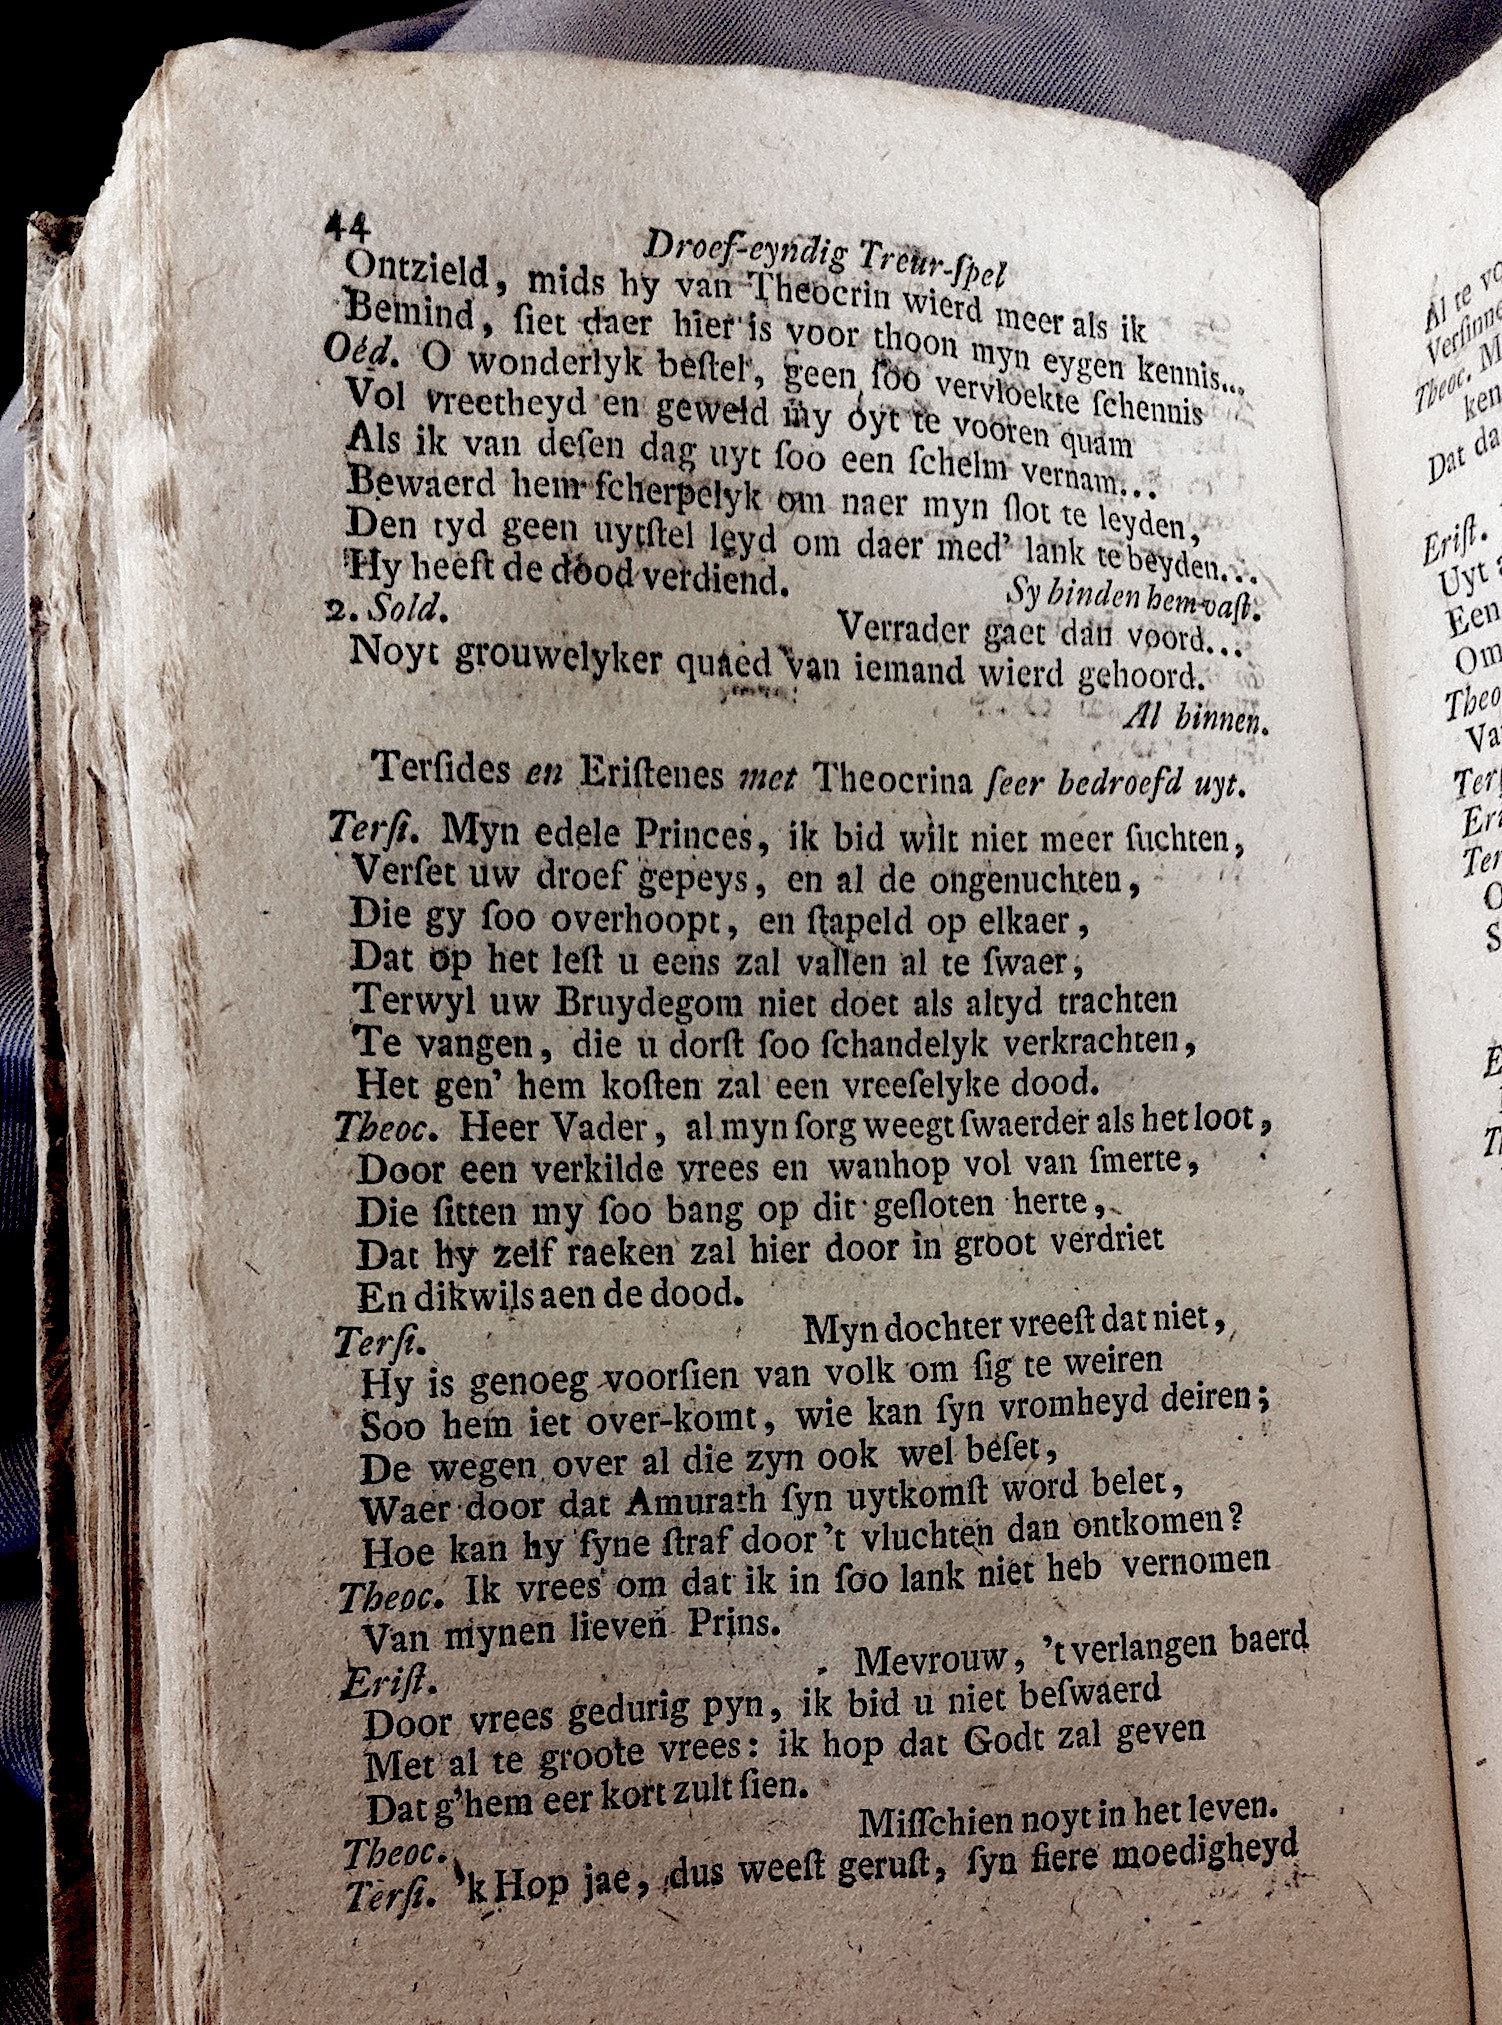 44
Droef-eyndig Treur-ſpel
Ontzield, mids hy van Theocrin wierd meer als ik
Bemind, ſiet daer hier is voor thoon myn eygen kennis...
Oëd. O wonderlyk beſtel, geen ſoo vervloekte ſchennis
Vol vreetheyd en geweld my oyt te vooren quam
Als ik van deſen dag uyt ſoo een ſchelm vernam...
Bewaerd hem ſcherpelyk om naer myn ſlot te leyden,
Den tyd geen uytſtel leyd om daer med' lank te beyden...
Hy heeft de dood verdiend.
Sy binden hem vaſt.
2. Sold.
Verrader gaet dan voord...
Noyt grouwelyker quaed van iemand wierd gehoord.
Al binnen.
Terſides en Eriſtenes met Theocrina ſeer bedroefd uyt.
Terſi. Myn edele Princes, ik bid wilt niet meer ſuchten,
Verſet uw droef gepeys, en al de ongenuchten,
Die gy ſoo overhoopt, en ſtapeld op elkaer,
Dat op het leſt u eens zal vallen al te ſwaer,
Terwyl uw Bruydegom niet doet als altyd trachten
Te vangen, die u dorſt ſoo ſchandelyk verkrachten,
Het gen' hem koſten zal een vreeſelyke dood.
Theoc. Heer Vader, al myn ſorg weegt ſwaerder als het loot,
Door een verkilde vrees en wanhop vol van ſmerte,
Die ſitten my ſoo bang op dit geſloten herte,
Dat hy zelf raeken zal hier door in groot verdriet
En dikwils aen de dood.
Terſi.
Myn dochter vreeſt dat niet,
Hy is genoeg voorſien van volk om ſig te weiren
Soo hem iet over-komt, wie kan ſyn vromheyd deiren;
De wegen over al die zyn ook wel beſet,
Waer door dat Amurath ſyn uytkomſt word belet,
Hoe kan hy ſyne ſtraf door 't vluchten dan ontkomen?
Theoc. Ik vrees om dat ik in ſoo lank niet heb vernomen
Van mynen lieven Prins.
Eriſt.
Mevrouw, 't verlangen baerd
Door vrees gedurig pyn, ik bid u niet beſwaerd
Met al te groote vrees: ik hop dat Godt zal geven
Dat g'hem eer kort zult ſien.
Theoc.
Miſſchien noyt in het leven.
Terſi. 'k Hop jae, dus weeſt geruſt, ſyn fiere moedigheyd
Al te
Theoc.
ken
Dat da
Eriſt.
Uyt
Een
Om